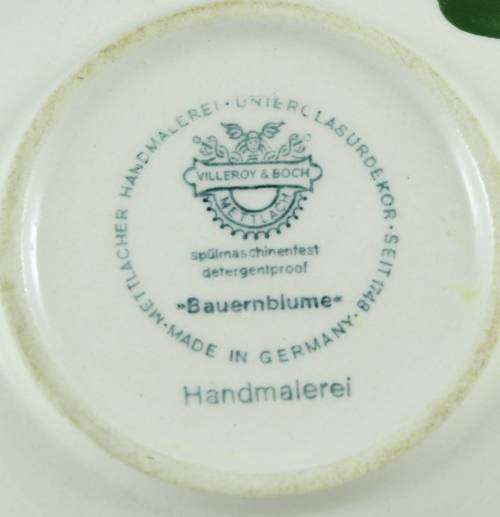 METTLACHER HANDMALEREI · UNTERGLASURDEKOR · SEIT 1748 · MADE IN GERMANY ·
VILLEROY & BOCH
METTLACH
spülmaschinenfest
detergentproof
»Bauernblume«
Handmalerei